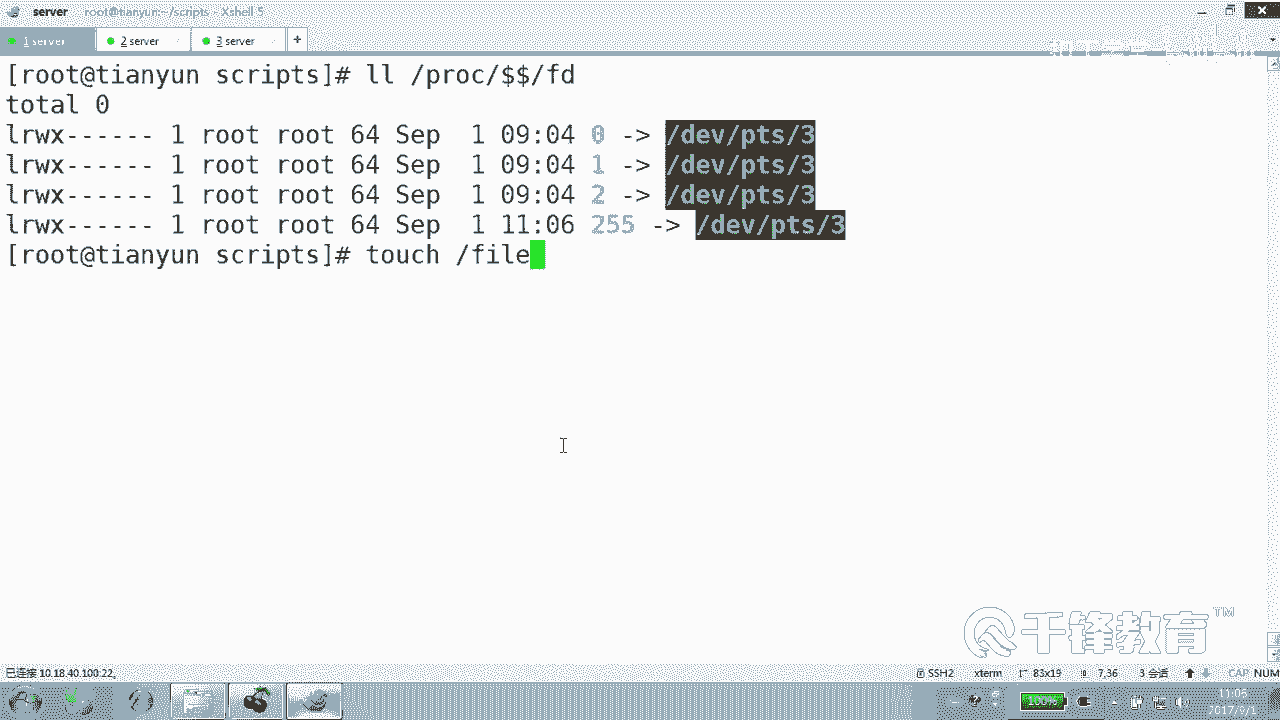 server root@tianyun:~/scripts - Xshell 5
1 server 2 server 3 server +
[root@tianyun scripts]# ll /proc/$$/fd
total 0
lrwx------ 1 root root 64 Sep  1 09:04 0 -> /dev/pts/3
lrwx------ 1 root root 64 Sep  1 09:04 1 -> /dev/pts/3
lrwx------ 1 root root 64 Sep  1 09:04 2 -> /dev/pts/3
lrwx------ 1 root root 64 Sep  1 11:06 255 -> /dev/pts/3
[root@tianyun scripts]# touch /file
千锋教育™
已连接 10.18.40.100:22。 SSH2 xterm 83x19 7,36 3 会话 CAP NUM
100% 11:06
2017/9/1